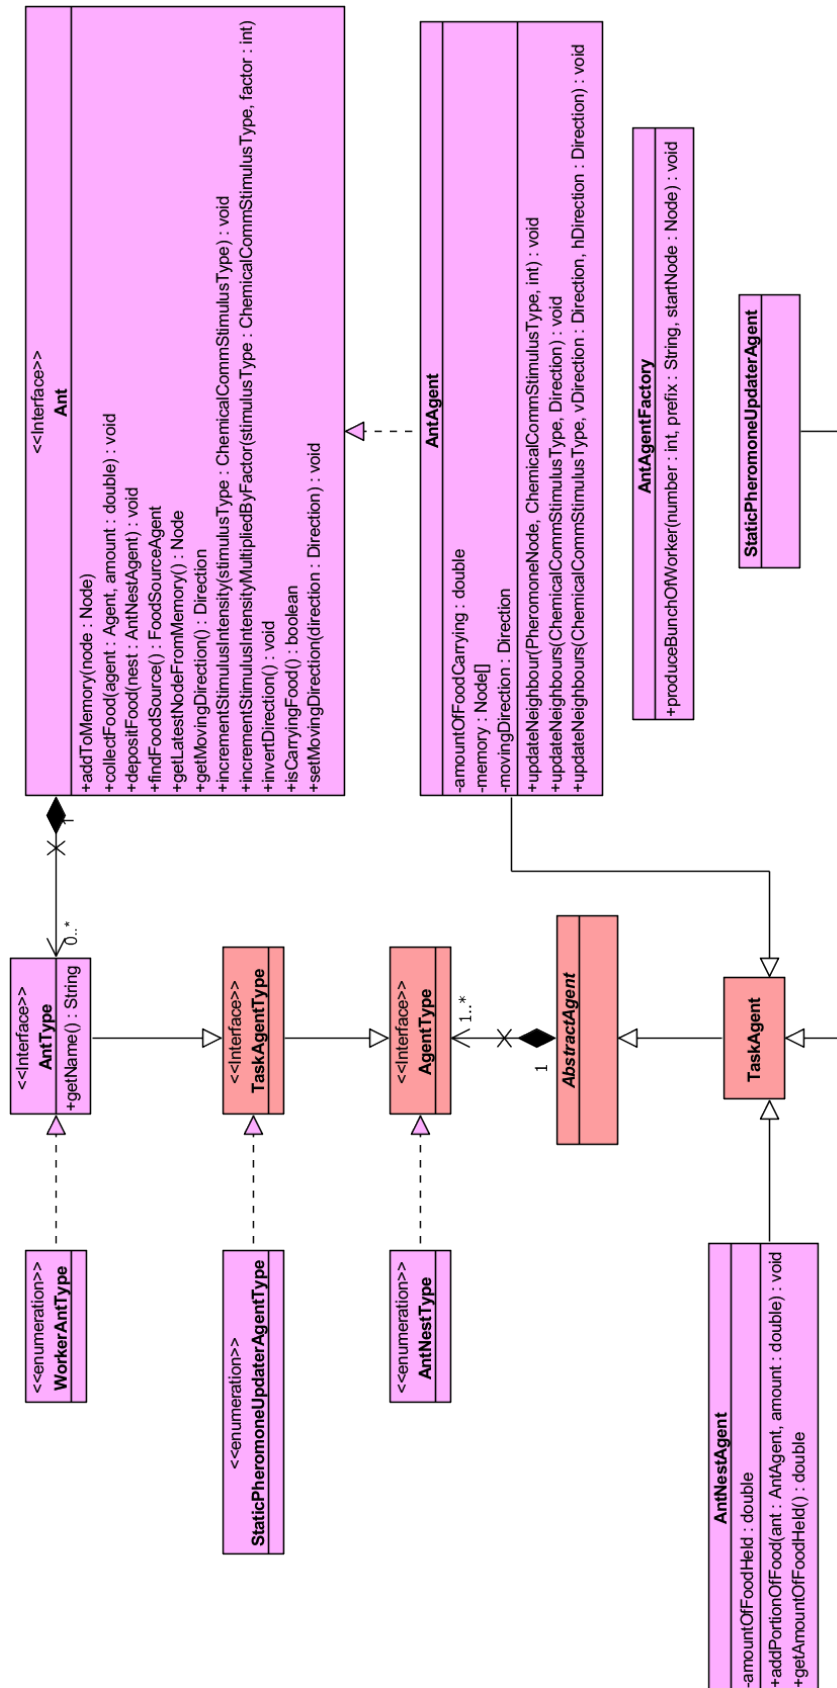 <<Interface>>
Ant
+addToMemory(node : Node)
+collectFood(agent : Agent, amount : double) : void
+depositFood(nest : AntNestAgent) : void
+findFoodSource() : FoodSourceAgent
+getLatestNodeFromMemory() : Node
+getMovingDirection() : Direction
+incrementStimulusIntensity(stimulusType : ChemicalCommStimulusType) : void
+incrementStimulusIntensityMultipliedByFactor(stimulusType : ChemicalCommStimulusType, factor : int)
+invertDirection() : void
+isCarryingFood() : boolean
+setMovingDirection(direction : Direction) : void
AntAgent
-amountOfFoodCarrying : double
-memory : Node[]
-movingDirection : Direction
+updateNeighbour(PheromoneNode, ChemicalCommStimulusType, int) : void
+updateNeighbours(ChemicalCommStimulusType, Direction) : void
+updateNeighbours(ChemicalCommStimulusType, vDirection : Direction, hDirection : Direction) : void
AntAgentFactory
+produceBunchOfWorker(number : int, prefix : String, startNode : Node) : void
StaticPheromoneUpdaterAgent
1
0..*
<<Interface>>
AntType
+getName() : String
<<Interface>>
TaskAgentType
<<Interface>>
AgentType
1..*
1
AbstractAgent
TaskAgent
<<enumeration>>
WorkerAntType
<<enumeration>>
StaticPheromoneUpdaterAgentType
<<enumeration>>
AntNestType
AntNestAgent
-amountOfFoodHeld : double
+addPortionOfFood(ant : AntAgent, amount : double) : void
+getAmountOfFoodHeld() : double